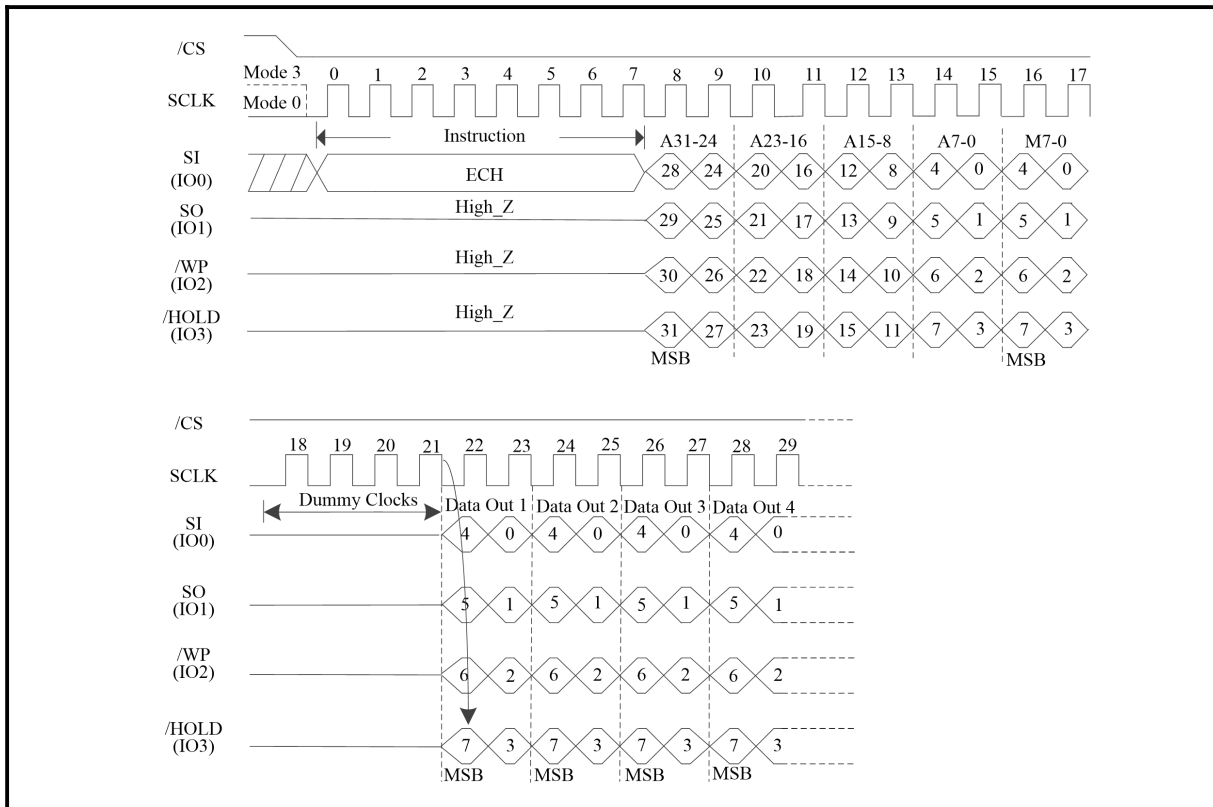 /CS
Mode 3 0 1 2 3 4 5 6 7 8 9 10 11 12 13 14 15 16 17
SCLK Mode 0
Instruction A31-24 A23-16 A15-8 A7-0 M7-0
SI
(IO0) ECH 28 24 20 16 12 8 4 0 4 0
SO
(IO1) High_Z 29 25 21 17 13 9 5 1 5 1
/WP
(IO2) High_Z 30 26 22 18 14 10 6 2 6 2
/HOLD
(IO3) High_Z 31 27 23 19 15 11 7 3 7 3
MSB MSB
/CS
18 19 20 21 22 23 24 25 26 27 28 29
SCLK
Dummy Clocks Data Out 1 Data Out 2 Data Out 3 Data Out 4
SI
(IO0) 4 0 4 0 4 0 4 0
SO
(IO1) 5 1 5 1 5 1 5 1
/WP
(IO2) 6 2 6 2 6 2 6 2
/HOLD
(IO3) 7 3 7 3 7 3 7 3
MSB MSB MSB MSB